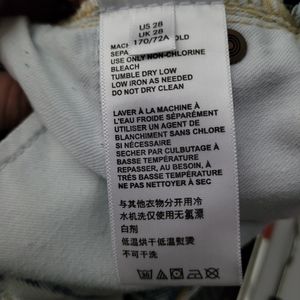 US 28
UK 28
170/72A
MAC OLD
SEPA
USE ONLY NON-CHLORINE
BLEACH
TUMBLE DRY LOW
LOW IRON AS NEEDED
DO NOT DRY CLEAN
LAVER À LA MACHINE À
L'EAU FROIDE SÉPARÉMENT
UTILISER UN AGENT DE
BLANCHIMENT SANS CHLORE
SI NÉCESSAIRE
SECHER PAR CULBUTAGE À
BASSE TEMPÉRATURE
REPASSER, AU BESOIN, À
TRÈS BASSE TEMPÉRATURE
NE PAS NETTOYER À SEC
与其他衣物分开用冷
水机洗仅使用无氯漂
白剂
低温烘干低温熨烫
不可干洗